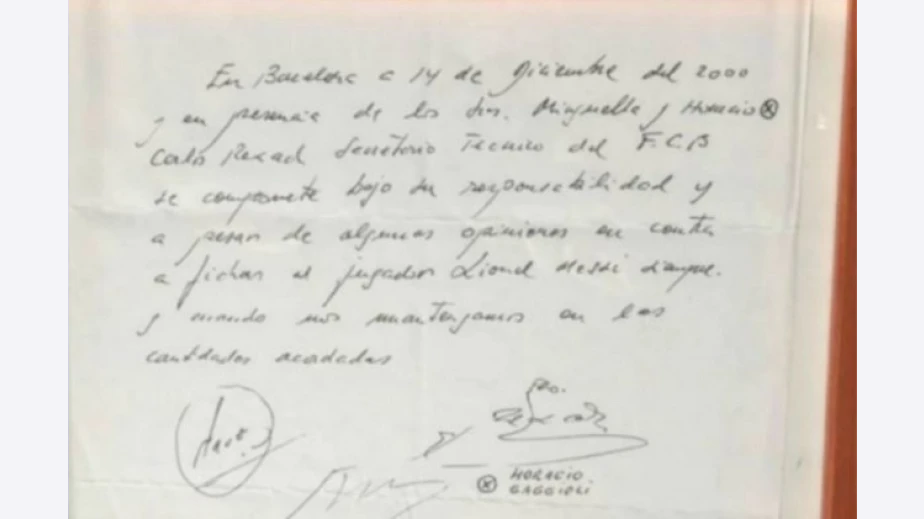 En Barcelona a 14 de Diciembre del 2000
y en presencia de los Srs. Minguella y Horacio
Carlos Rexach Secretario Tecnico del F.C.B
se compromete bajo su responsabilidad y
a pesar de algunas opiniones en contra
a fichar al jugador Lionel Messi siempre
y cuando nos mantengamos en las
cantidades acordadas
HORACIO
GAGGIOLI